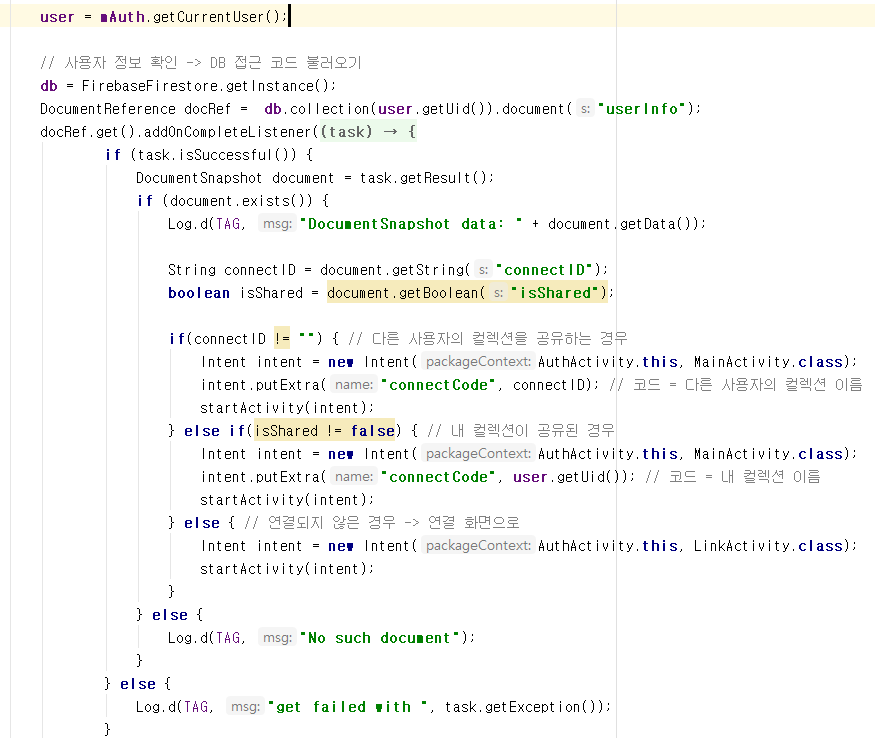 user = mAuth.getCurrentUser();
// 사용자 정보 확인 -> DB 접근 코드 불러오기
db = FirebaseFirestore.getInstance();
DocumentReference docRef =  db.collection(user.getUid()).document( s: "userInfo");
docRef.get().addOnCompleteListener((task) → {
if (task.isSuccessful()) {
DocumentSnapshot document = task.getResult();
if (document.exists()) {
Log.d(TAG, msg: "DocumentSnapshot data: " + document.getData());
String connectID = document.getString( s: "connectID");
boolean isShared = document.getBoolean( s: "isShared");
if(connectID != "") { // 다른 사용자의 컬렉션을 공유하는 경우
Intent intent = new Intent( packageContext: AuthActivity.this, MainActivity.class);
intent.putExtra( name: "connectCode", connectID); // 코드 = 다른 사용자의 컬렉션 이름
startActivity(intent);
} else if(isShared != false) { // 내 컬렉션이 공유된 경우
Intent intent = new Intent( packageContext: AuthActivity.this, MainActivity.class);
intent.putExtra( name: "connectCode", user.getUid()); // 코드 = 내 컬렉션 이름
startActivity(intent);
} else { // 연결되지 않은 경우 -> 연결 화면으로
Intent intent = new Intent( packageContext: AuthActivity.this, LinkActivity.class);
startActivity(intent);
}
} else {
Log.d(TAG, msg: "No such document");
}
} else {
Log.d(TAG, msg: "get failed with ", task.getException());
}